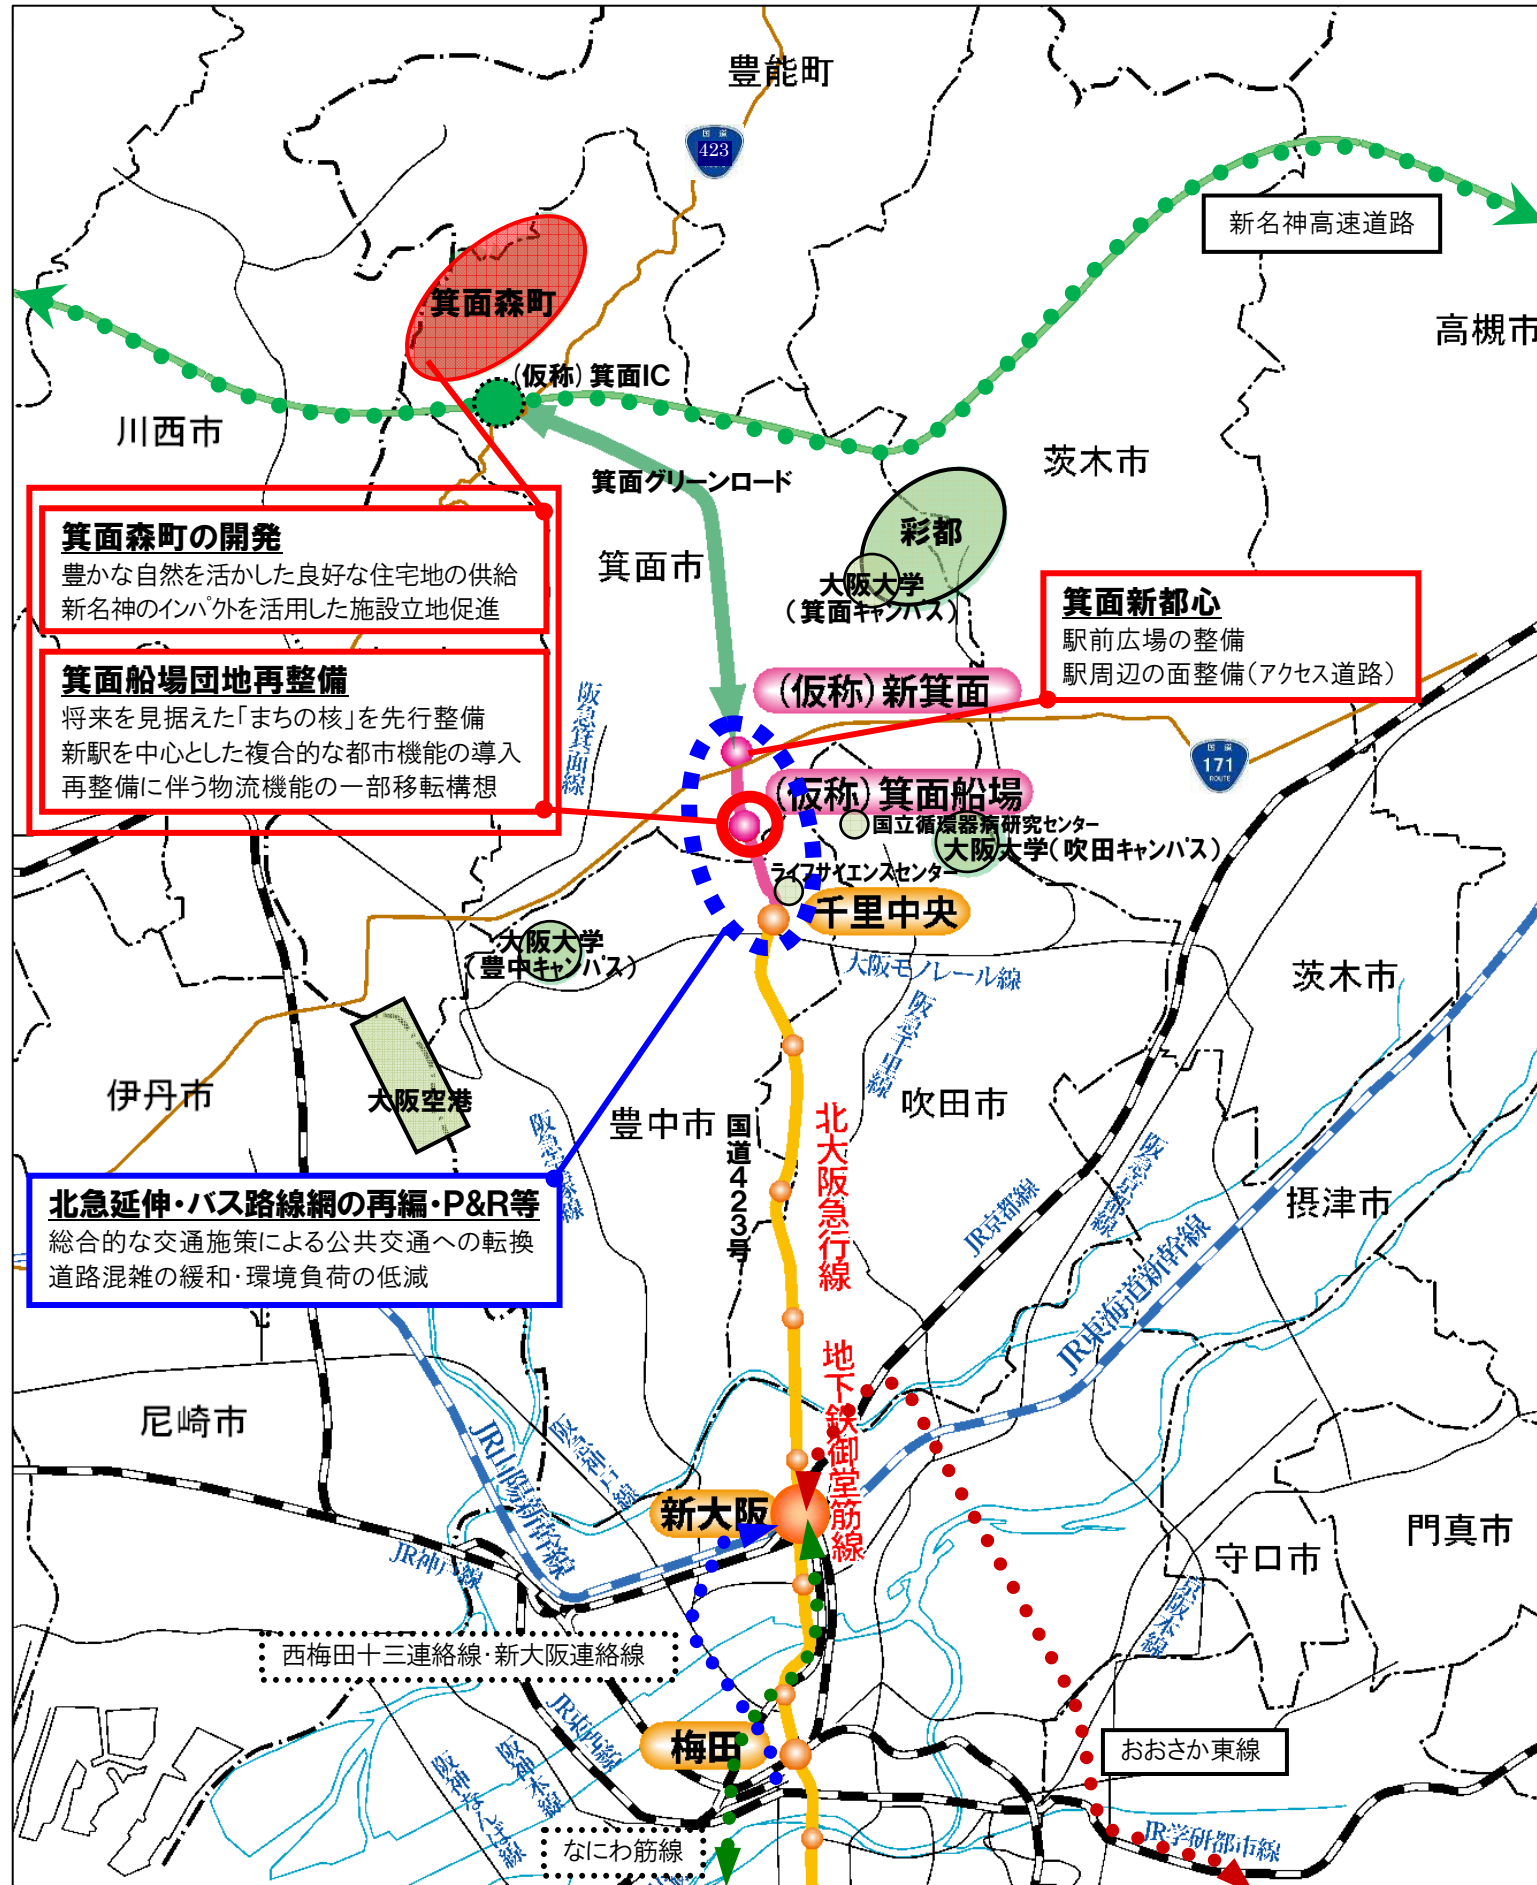 豊能町
国道
423
新名神高速道路
箕面森町
高槻市
(仮称)箕面IC
川西市
茨木市
箕面グリーンロード
彩都
箕面森町の開発
豊かな自然を活かした良好な住宅地の供給
新名神のインパクトを活用した施設立地促進
箕面市
大阪大学
(箕面キャンパス)
箕面新都心
駅前広場の整備
駅周辺の面整備(アクセス道路)
箕面船場団地再整備
将来を見据えた「まちの核」を先行整備
新駅を中心とした複合的な都市機能の導入
再整備に伴う物流機能の一部移転構想
阪急箕面線
(仮称)新箕面
国道
171
ROUTE
(仮称)箕面船場
国立循環器病研究センター
大阪大学(吹田キャンパス)
ライフサイエンスセンター
千里中央
大阪大学
(豊中キャンパス)
大阪モノレール線
阪急千里線
茨木市
伊丹市
大阪空港
豊中市
国道423号
北大阪急行線
吹田市
摂津市
JR京都線
JR東海道新幹線
北急延伸・バス路線網の再編・P&R等
総合的な交通施策による公共交通への転換
道路混雑の緩和・環境負荷の低減
尼崎市
地下鉄御堂筋線
JR山陽新幹線
阪急神戸線
JR神戸線
新大阪
門真市
守口市
京阪本線
西梅田十三連絡線・新大阪連絡線
JR東西線
梅田
阪神本線
阪神なんば線
おおさか東線
なにわ筋線
JR学研都市線